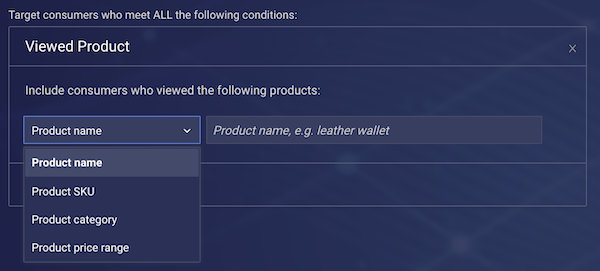 Target consumers who meet ALL the following conditions:
Viewed Product
Include consumers who viewed the following products:
Product name
Product name, e.g. leather wallet
Product name
Product SKU
Product category
Product price range